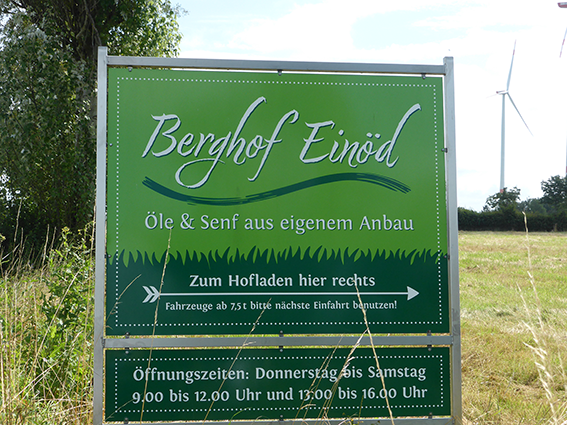 Berghof Einöd
Öle & Senf aus eigenem Anbau
Zum Hofladen hier rechts
Fahrzeuge ab 7,5 t bitte nächste Einfahrt benutzen!
Öffnungszeiten: Donnerstag bis Samstag
9.00 bis 12.00 Uhr und 13.00 bis 16.00 Uhr